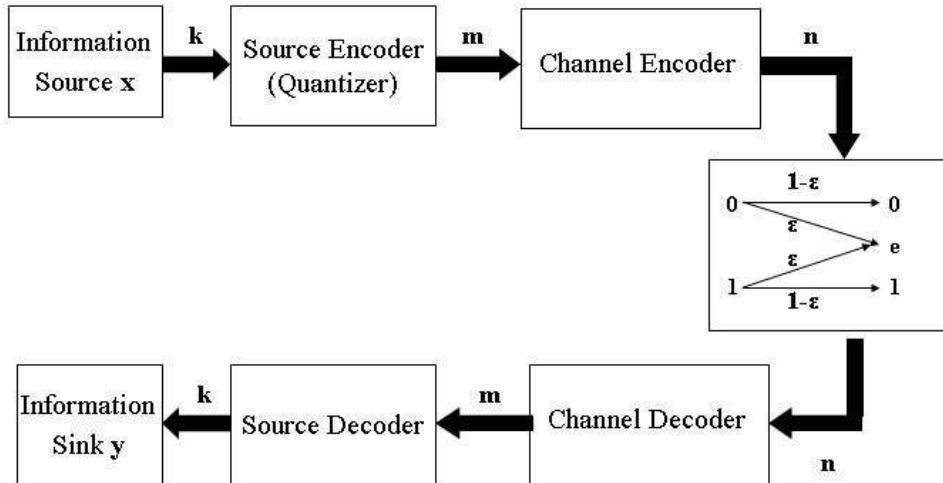 Information
Source x
k
Source Encoder
(Quantizer)
m
Channel Encoder
n
1-ε
0
0
ε
e
ε
1
1
1-ε
Information
Sink y
k
Source Decoder
m
Channel Decoder
n